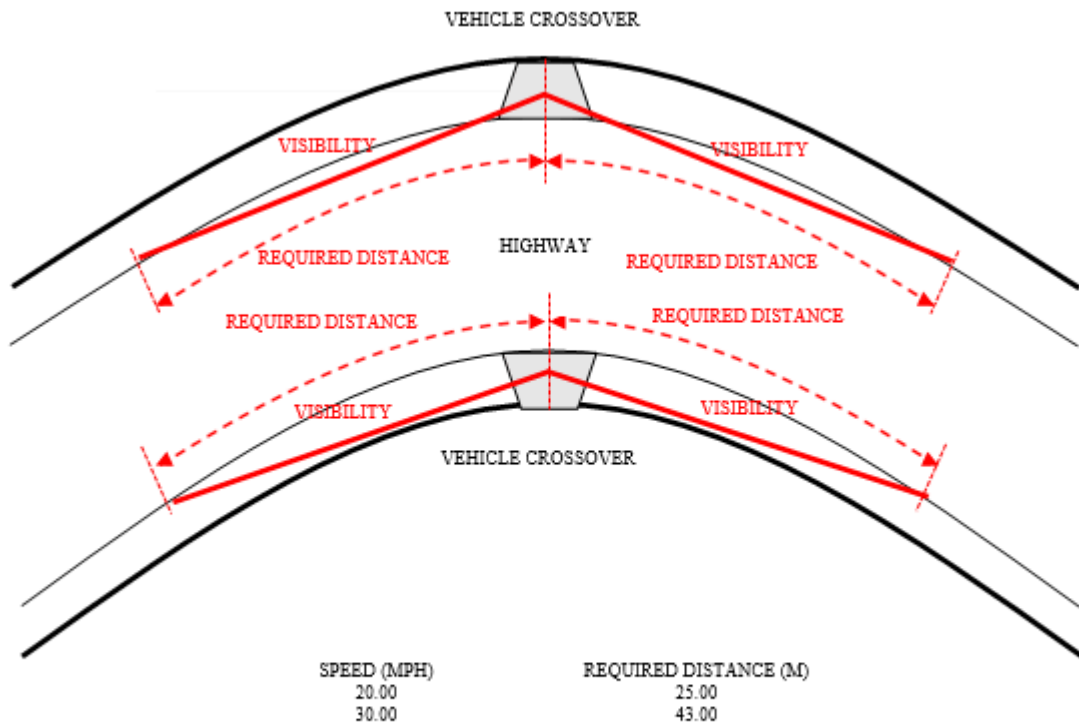 VEHICLE CROSSOVER
VISIBILITY
VISIBILITY
REQUIRED DISTANCE
HIGHWAY
REQUIRED DISTANCE
REQUIRED DISTANCE
REQUIRED DISTANCE
VISIBILITY
VISIBILITY
VEHICLE CROSSOVER
SPEED (MPH) REQUIRED DISTANCE (M)
20.00 25.00
30.00 43.00